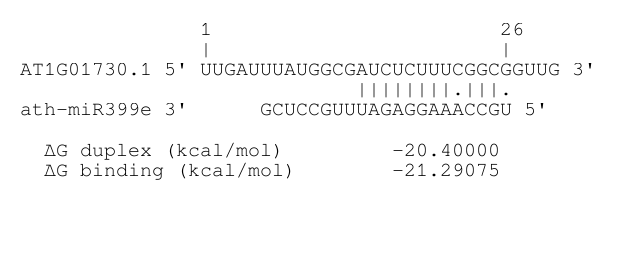 1 26
| |
AT1G01730.1 5' UUGAUUUAUGGCGAUCUCUUUCGGCGGUUG 3'
||||||||.|||.
ath-miR399e 3' GCUCCGUUUAGAGGAAACCGU 5'
ΔG duplex (kcal/mol) -20.40000
ΔG binding (kcal/mol) -21.29075